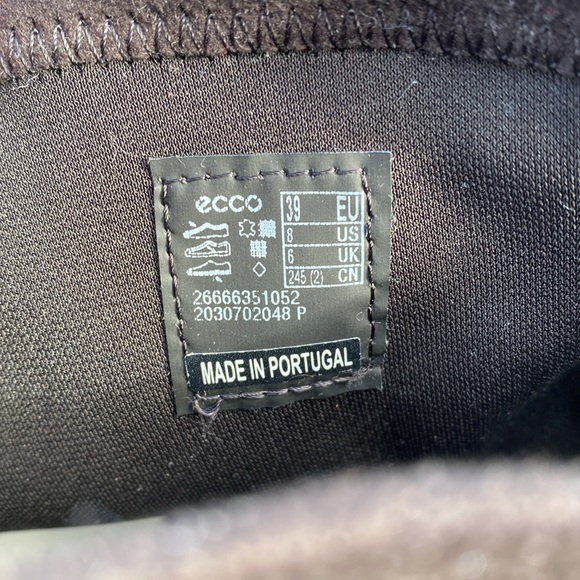 ecco
39 EU
8 US
6 UK
245 (2) CN
26666351052
2030702048 P
MADE IN PORTUGAL